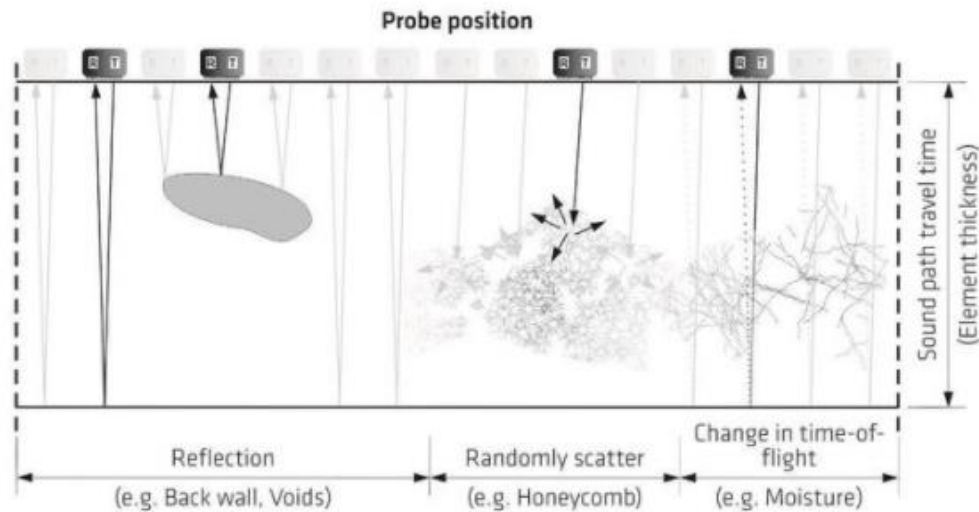 Probe position
R T R T R T R T
Sound path travel time
(Element thickness)
Reflection
(e.g. Back wall, Voids)
Randomly scatter
(e.g. Honeycomb)
Change in time-of-
flight
(e.g. Moisture)